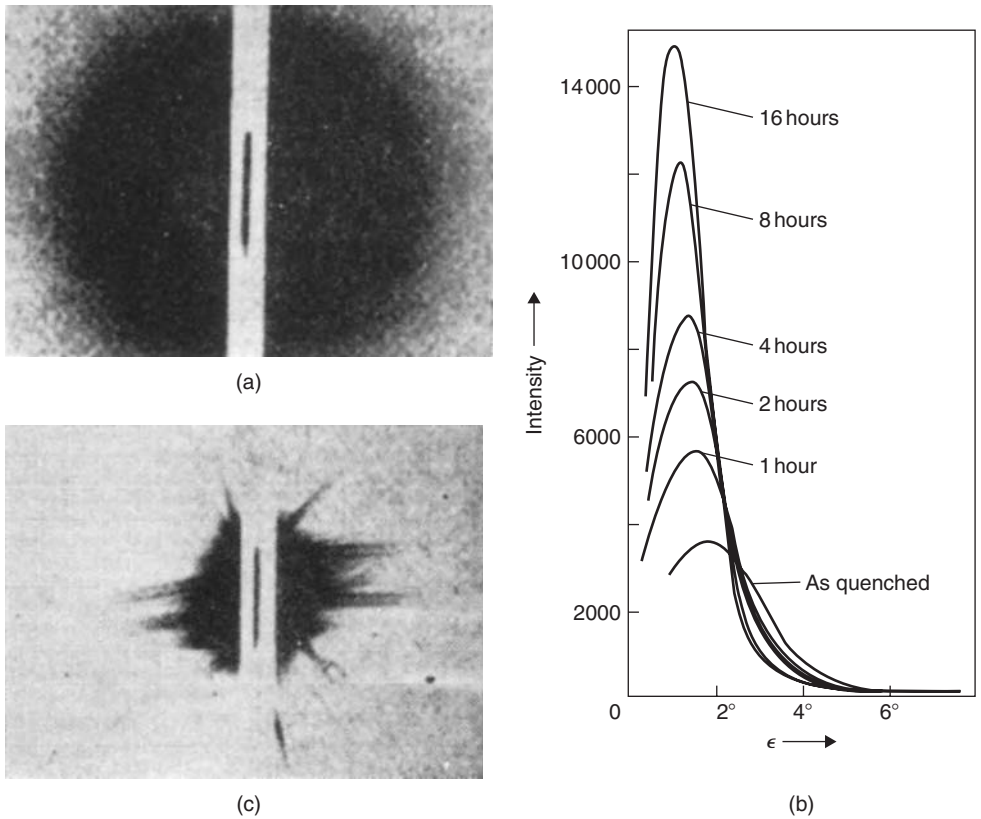 (a)
(c)
14000
10000
6000
2000
0
2°
4°
6°
Intensity
ϵ
16 hours
8 hours
4 hours
2 hours
1 hour
As quenched
(b)